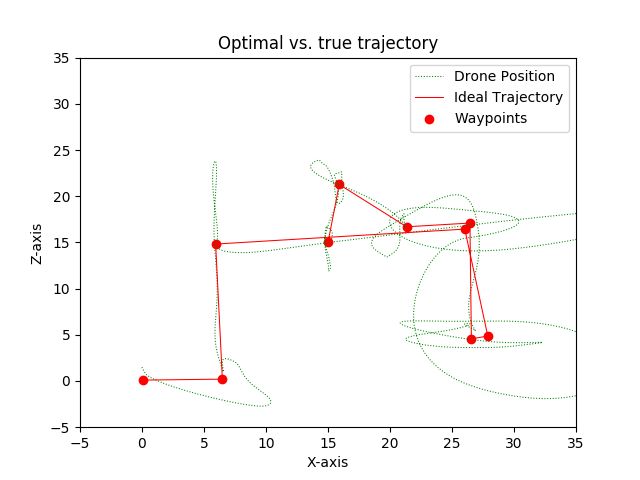 Optimal vs. true trajectory
Drone Position
Ideal Trajectory
Waypoints
Z-axis
35
30
25
20
15
10
5
0
−5
−5 0 5 10 15 20 25 30 35
X-axis